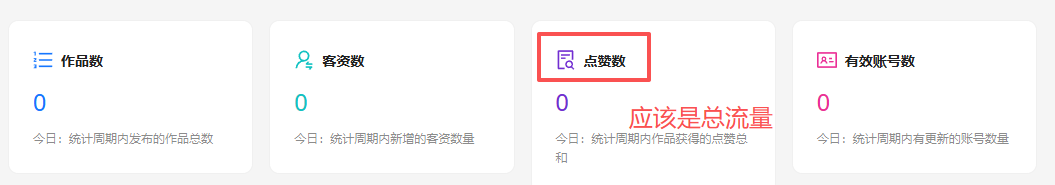 作品数
0
今日：统计周期内发布的作品总数
客资数
0
今日：统计周期内新增的客资数量
点赞数
0
应该是总流量
今日：统计周期内作品获得的点赞总
和
有效账号数
0
今日：统计周期内有更新的账号数量